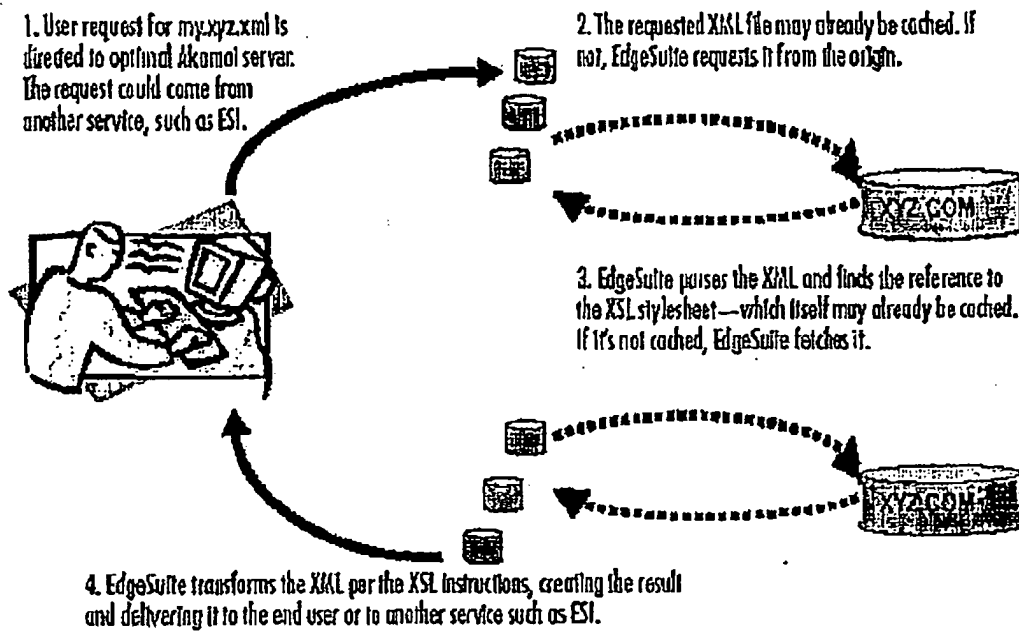 1. User request for my.xyz.xml is
directed to optimal Akamai server.
The request could come from
another service, such as ESI.
2. The requested XML file may already be cached. If
not, EdgeSuite requests it from the origin.
XYZ.COM
3. EdgeSuite parses the XML and finds the reference to
the XSL stylesheet—which itself may already be cached.
If it's not cached, EdgeSuite fetches it.
XYZ.COM
4. EdgeSuite transforms the XML per the XSL instructions, creating the result
and delivering it to the end user or to another service such as ESI.